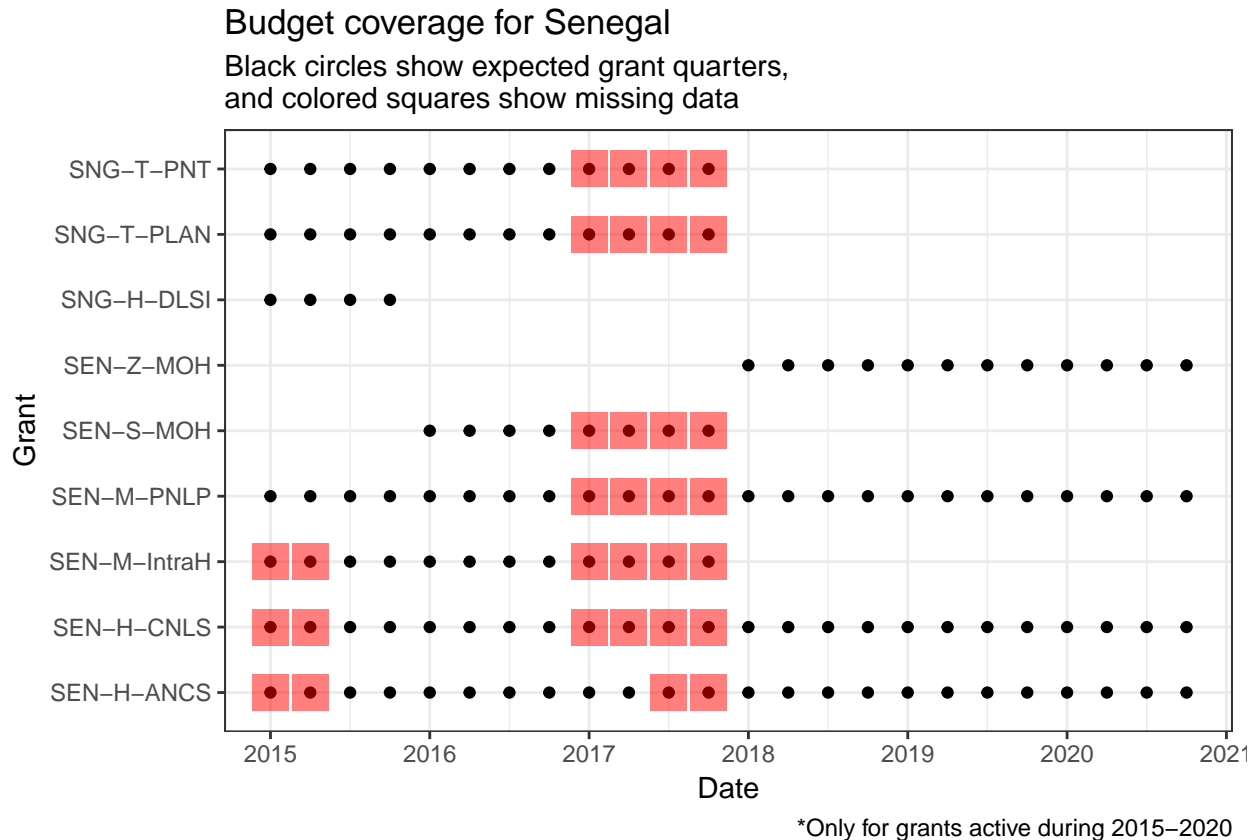 Budget coverage for Senegal
Black circles show expected grant quarters,
and colored squares show missing data
SNG−T−PNT
SNG−T−PLAN
SNG−H−DLSI
SEN−Z−MOH
SEN−S−MOH
SEN−M−PNLP
SEN−M−IntraH
SEN−H−CNLS
SEN−H−ANCS
Grant
2015 2016 2017 2018 2019 2020 2021
Date
*Only for grants active during 2015−2020